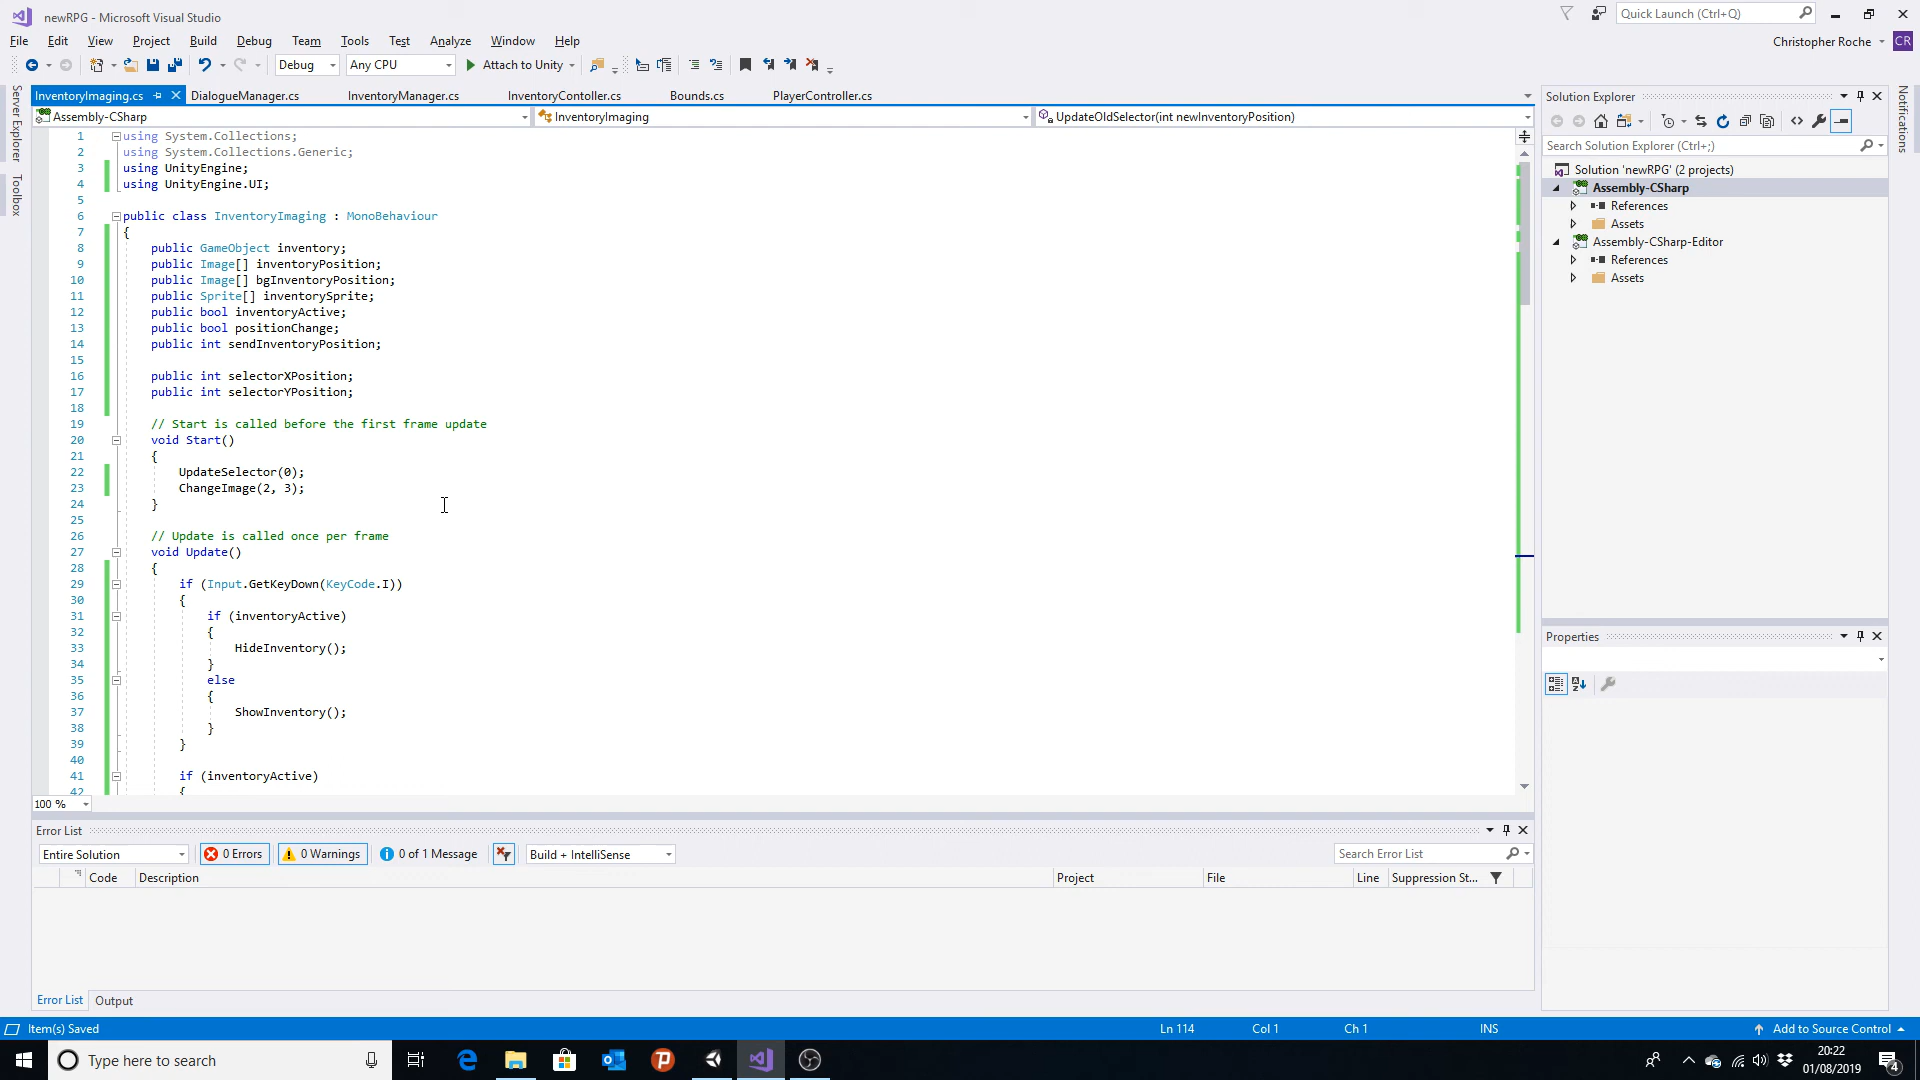 newRPG - Microsoft Visual Studio
Quick Launch (Ctrl+Q)
File Edit View Project Build Debug Team Tools Test Analyze Window Help
Christopher Roche CR
Debug Any CPU Attach to Unity
InventoryImaging.cs DialogueManager.cs InventoryManager.cs InventoryContoller.cs Bounds.cs PlayerController.cs
Assembly-CSharp InventoryImaging UpdateOldSelector(int newInventoryPosition)
Server Explorer
Toolbox
1 using System.Collections;
2 using System.Collections.Generic;
3 using UnityEngine;
4 using UnityEngine.UI;
5
6 public class InventoryImaging : MonoBehaviour
7 {
8 public GameObject inventory;
9 public Image[] inventoryPosition;
10 public Image[] bgInventoryPosition;
11 public Sprite[] inventorySprite;
12 public bool inventoryActive;
13 public bool positionChange;
14 public int sendInventoryPosition;
15
16 public int selectorXPosition;
17 public int selectorYPosition;
18
19 // Start is called before the first frame update
20 void Start()
21 {
22 UpdateSelector(0);
23 ChangeImage(2, 3);
24 }
25
26 // Update is called once per frame
27 void Update()
28 {
29 if (Input.GetKeyDown(KeyCode.I))
30 {
31 if (inventoryActive)
32 {
33 HideInventory();
34 }
35 else
36 {
37 ShowInventory();
38 }
39 }
40
41 if (inventoryActive)
42 {
100 %
Solution Explorer
Search Solution Explorer (Ctrl+;)
Solution 'newRPG' (2 projects)
Assembly-CSharp
References
Assets
Assembly-CSharp-Editor
References
Assets
Notifications
Properties
Error List
Entire Solution 0 Errors 0 Warnings 0 of 1 Message Build + IntelliSense Search Error List
Code Description Project File Line Suppression St...
Error List Output
Item(s) Saved Ln 114 Col 1 Ch 1 INS Add to Source Control
Type here to search
20:22
01/08/2019
4